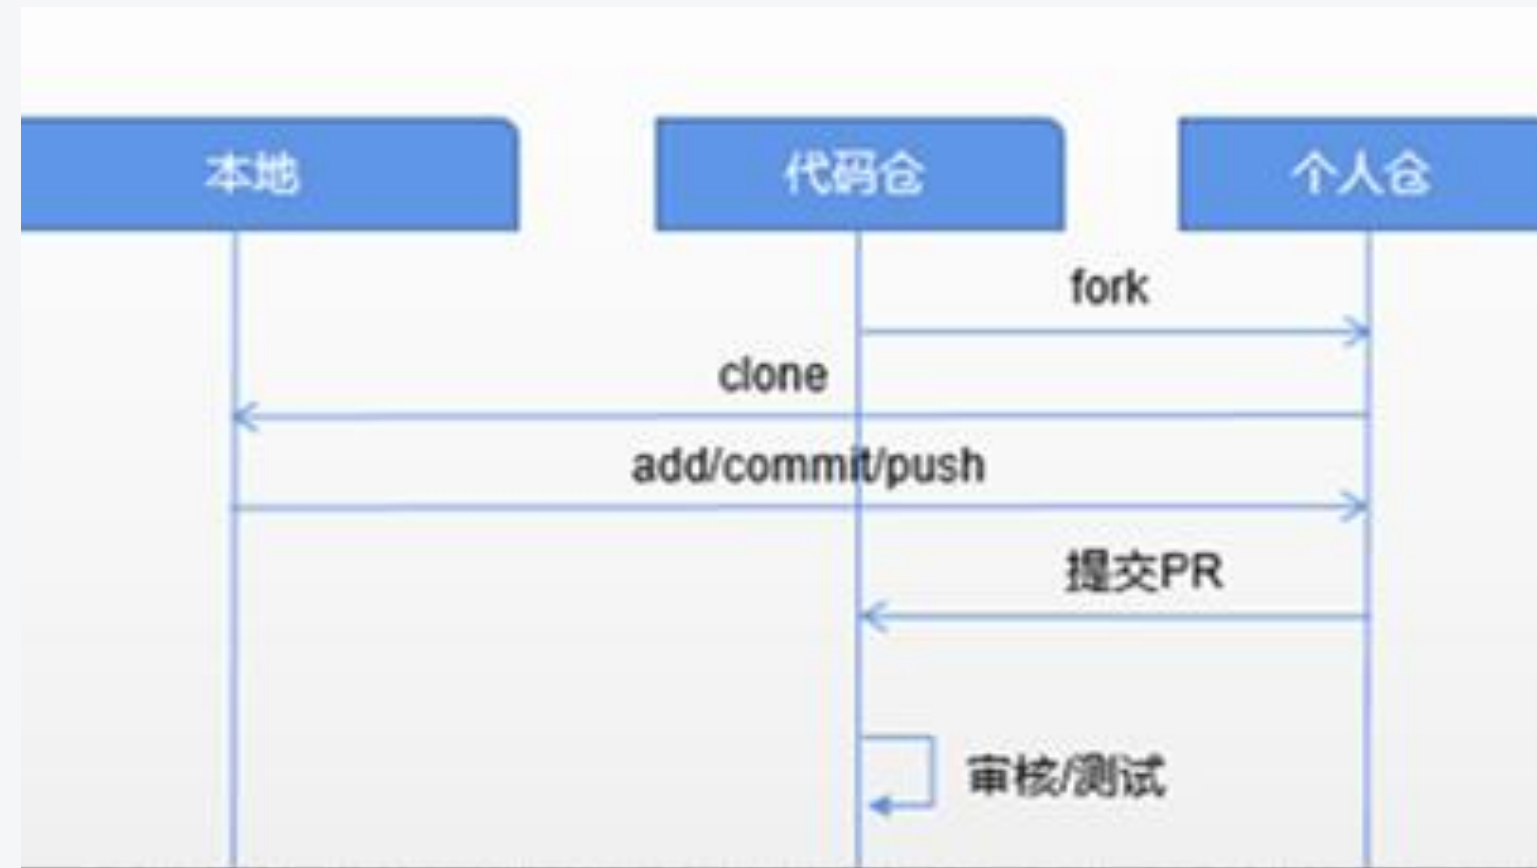 本地
代码仓
个人仓
fork
clone
add/commit/push
提交PR
审核/测试